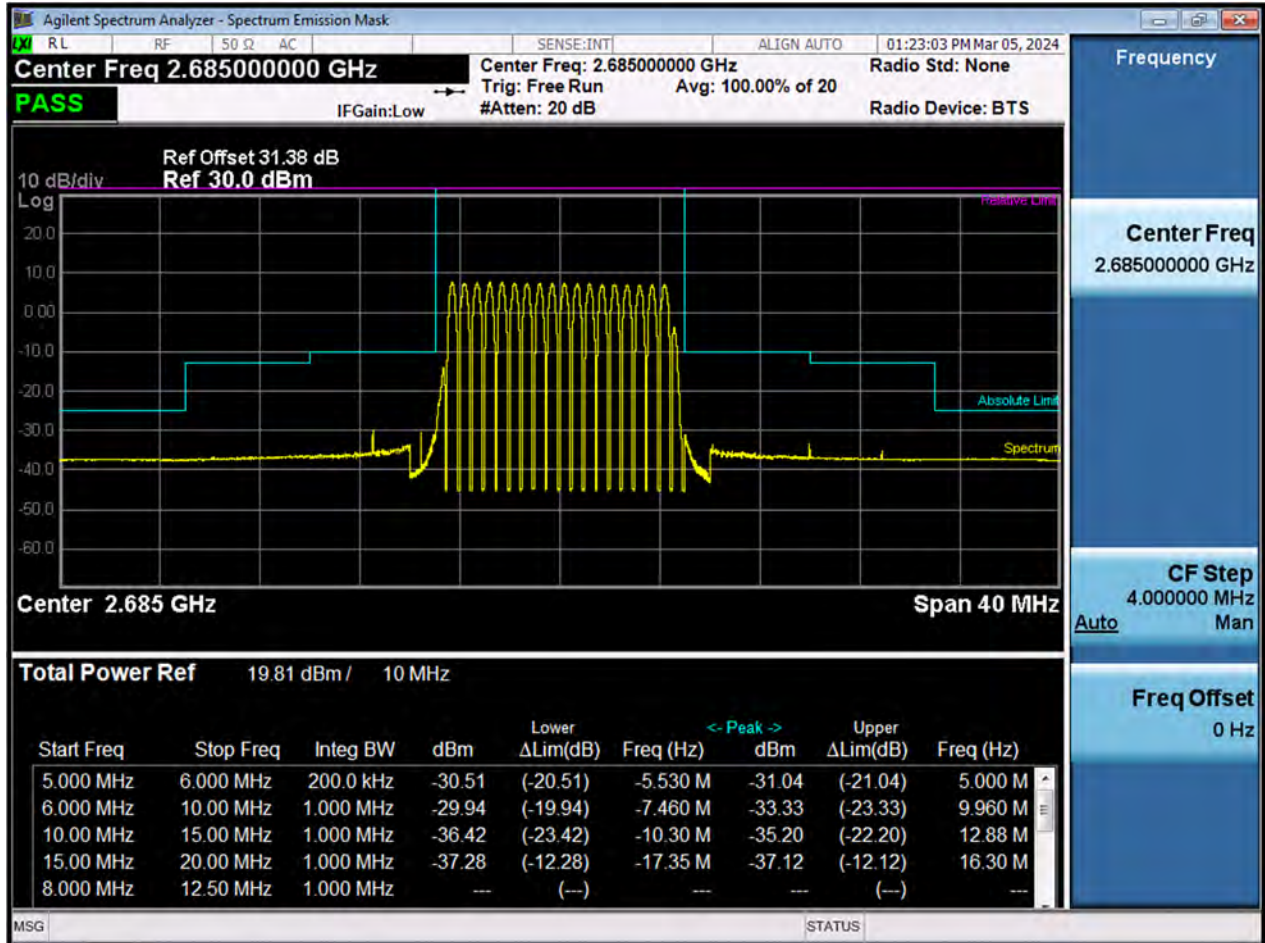 Agilent Spectrum Analyzer - Spectrum Emission Mask
LXI RL RF 50 Ω AC SENSE:INT ALIGN AUTO 01:23:03 PM Mar 05, 2024
Center Freq 2.685000000 GHz
Center Freq: 2.685000000 GHz Radio Std: None
Trig: Free Run Avg: 100.00% of 20
PASS IFGain:Low #Atten: 20 dB Radio Device: BTS
Frequency
Ref Offset 31.38 dB
10 dB/div Ref 30.0 dBm
Log
Relative Limit
20.0
10.0
0.00
-10.0
-20.0
Absolute Limit
-30.0
Spectrum
-40.0
-50.0
-60.0
Center 2.685 GHz Span 40 MHz
Center Freq
2.685000000 GHz
CF Step
4.000000 MHz
Auto Man
Freq Offset
0 Hz
Total Power Ref 19.81 dBm / 10 MHz
Lower <- Peak -> Upper
Start Freq Stop Freq Integ BW dBm ΔLim(dB) Freq (Hz) dBm ΔLim(dB) Freq (Hz)
5.000 MHz 6.000 MHz 200.0 kHz -30.51 (-20.51) -5.530 M -31.04 (-21.04) 5.000 M
6.000 MHz 10.00 MHz 1.000 MHz -29.94 (-19.94) -7.460 M -33.33 (-23.33) 9.960 M
10.00 MHz 15.00 MHz 1.000 MHz -36.42 (-23.42) -10.30 M -35.20 (-22.20) 12.88 M
15.00 MHz 20.00 MHz 1.000 MHz -37.28 (-12.28) -17.35 M -37.12 (-12.12) 16.30 M
8.000 MHz 12.50 MHz 1.000 MHz --- (---) --- --- (---) ---
MSG STATUS